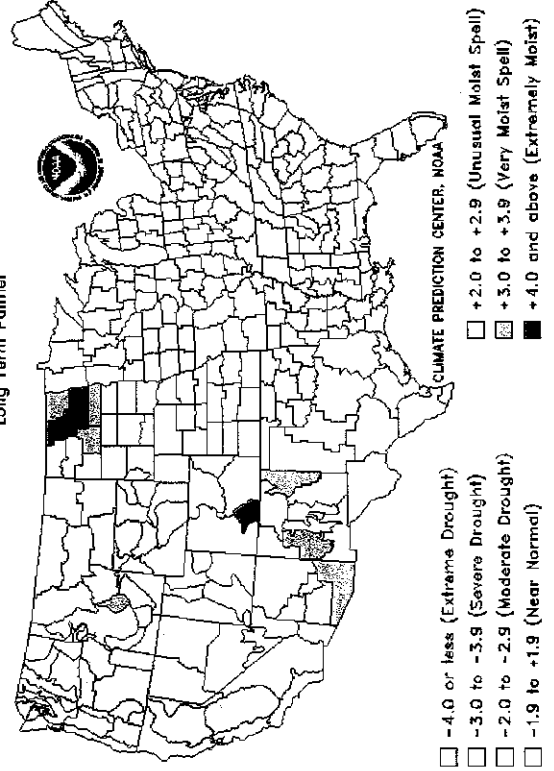 Long Term Palmer
NOAA
CLIMATE PREDICTION CENTER, NOAA
-4.0 or less (Extreme Drought)
-3.0 to -3.9 (Severe Drought)
-2.0 to -2.9 (Moderate Drought)
-1.9 to +1.9 (Near Normal)
+2.0 to +2.9 (Unusual Moist Spell)
+3.0 to +3.9 (Very Moist Spell)
+4.0 and above (Extremely Moist)